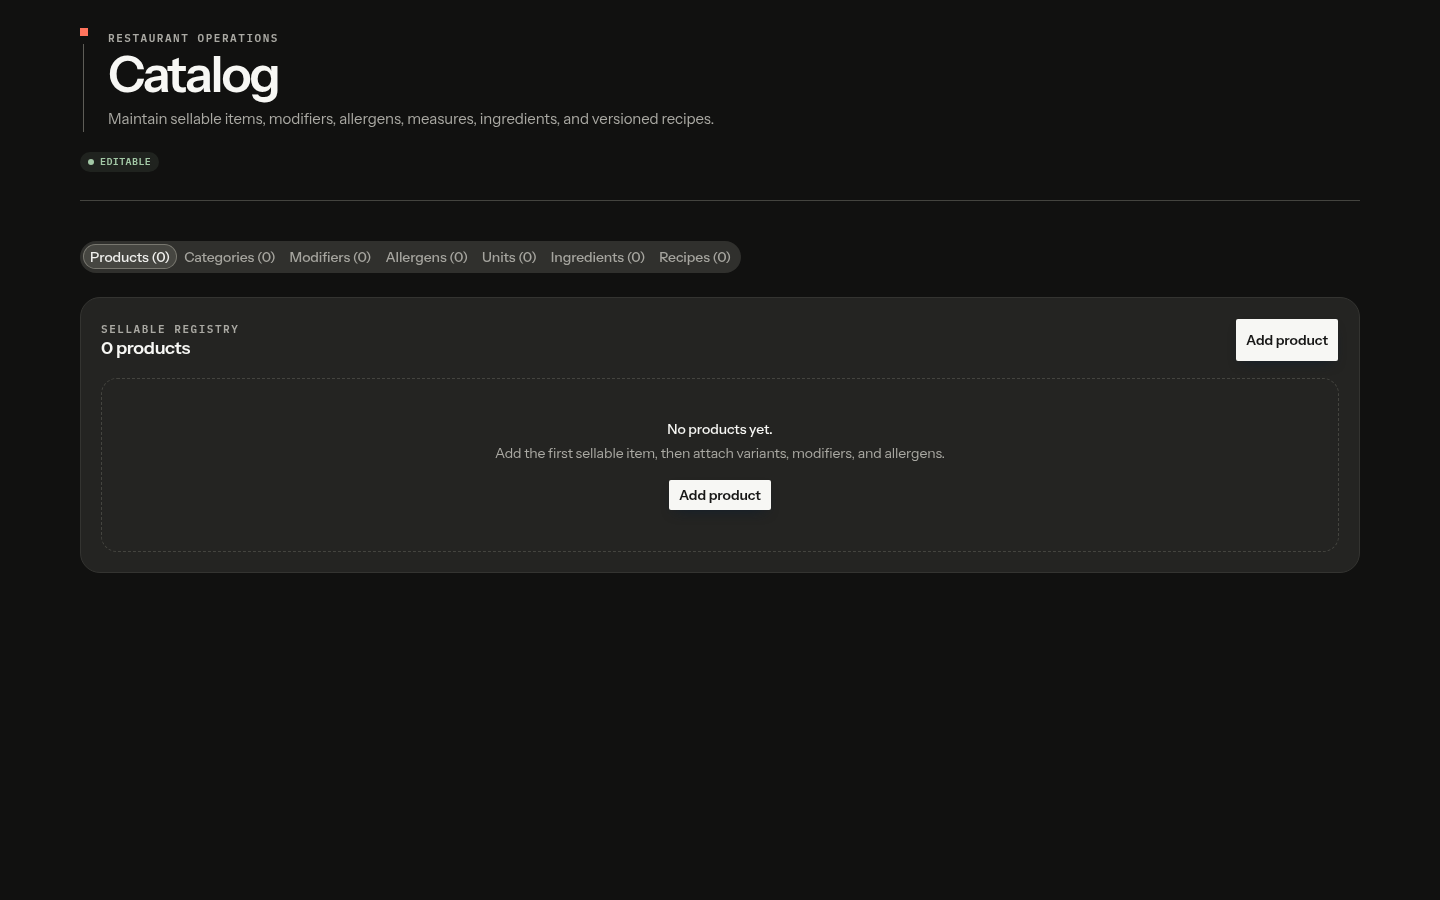 RESTAURANT OPERATIONS
Catalog
Maintain sellable items, modifiers, allergens, measures, ingredients, and versioned recipes.
EDITABLE
Products (0) Categories (0) Modifiers (0) Allergens (0) Units (0) Ingredients (0) Recipes (0)
SELLABLE REGISTRY
0 products
Add product
No products yet.
Add the first sellable item, then attach variants, modifiers, and allergens.
Add product